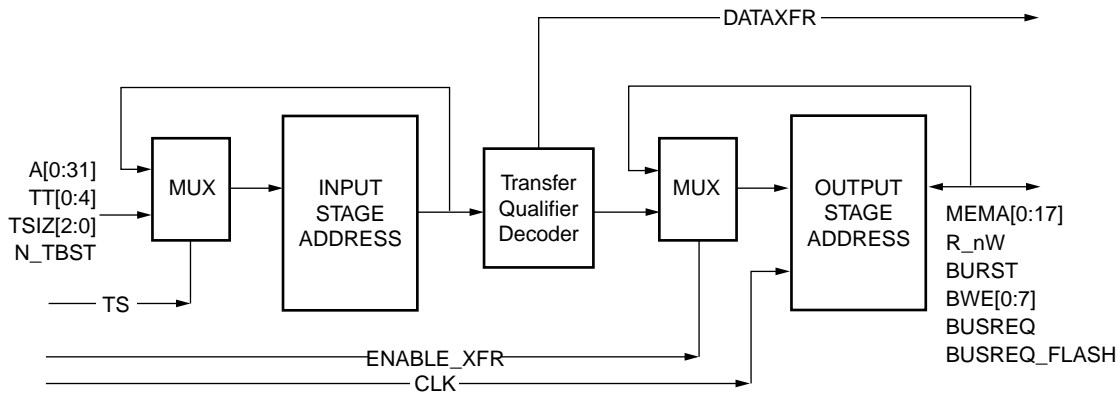 DATAXFR
A[0:31]
TT[0:4]
TSIZ[2:0]
N_TBST
MUX
INPUT
STAGE
ADDRESS
Transfer
Qualifier
Decoder
MUX
OUTPUT
STAGE
ADDRESS
MEMA[0:17]
R_nW
BURST
BWE[0:7]
BUSREQ
BUSREQ_FLASH
TS
ENABLE_XFR
CLK